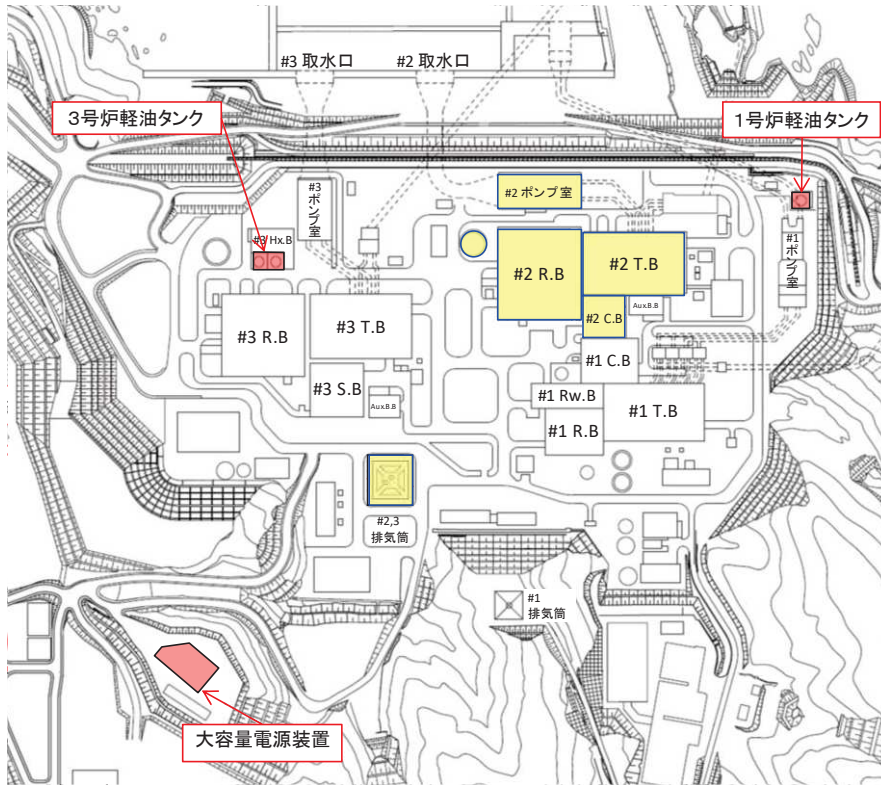 #3 取水口
#2 取水口
3号炉軽油タンク
1号炉軽油タンク
#3 ポンプ室
#2 ポンプ室
#1 ポンプ室
#3 Hx.B
#2 R.B
#2 T.B
#2 C.B
Aux.B.B
#3 R.B
#3 T.B
#1 C.B
#3 S.B
Aux.B.B
#1 Rw.B
#1 T.B
#1 R.B
#2,3
排気筒
#1
排気筒
大容量電源装置